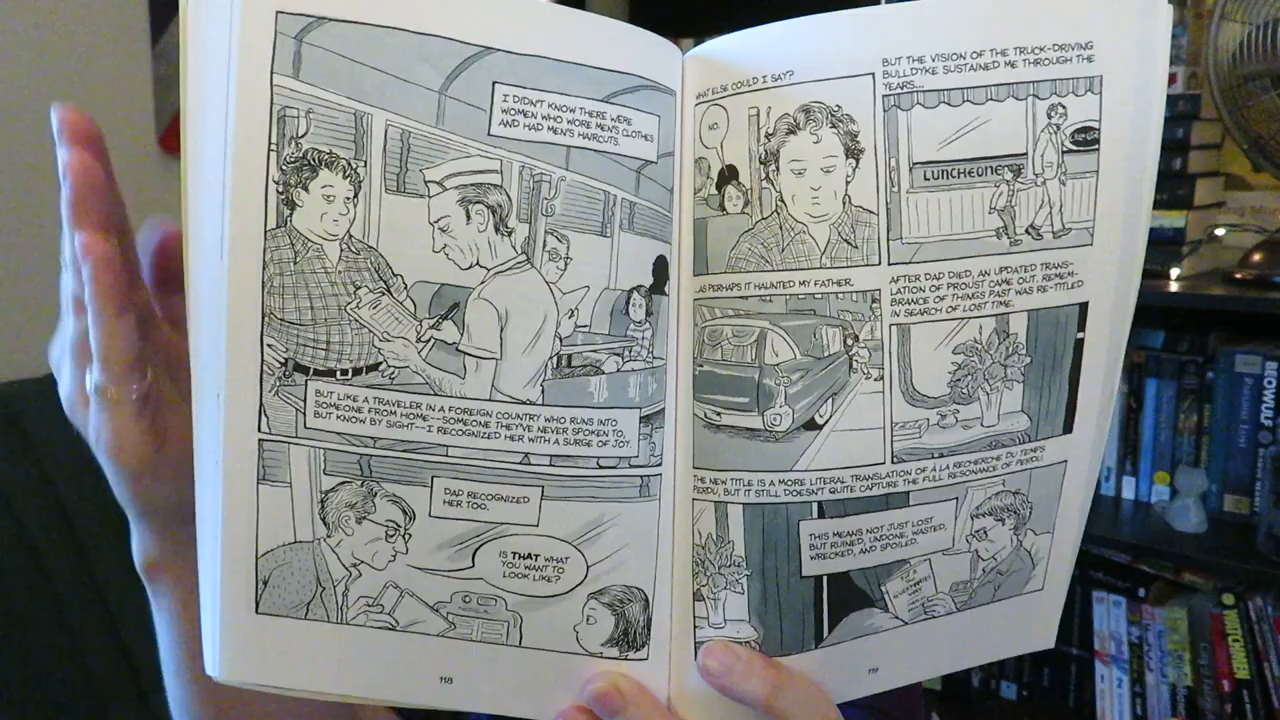 I DIDN'T KNOW THERE WERE
WOMEN WHO WORE MEN'S CLOTHES
AND HAD MEN'S HAIRCUTS.
BUT LIKE A TRAVELER IN A FOREIGN COUNTRY WHO RUNS INTO
SOMEONE FROM HOME--SOMEONE THEY'VE NEVER SPOKEN TO,
BUT KNOW BY SIGHT--I RECOGNIZED HER WITH A SURGE OF JOY.
DAD RECOGNIZED
HER TOO.
IS THAT WHAT
YOU WANT TO
LOOK LIKE?
118
WHAT ELSE COULD I SAY?
NO.
BUT THE VISION OF THE TRUCK-DRIVING
BULLDYKE SUSTAINED ME THROUGH THE
YEARS...
LUNCHEONE
...AS PERHAPS IT HAUNTED MY FATHER.
AFTER DAD DIED, AN UPDATED TRANS-
LATION OF PROUST CAME OUT. REMEM-
BRANCE OF THINGS PAST WAS RE-TITLED
IN SEARCH OF LOST TIME.
THE NEW TITLE IS A MORE LITERAL TRANSLATION OF À LA RECHERCHE DU TEMPS
PERDU, BUT IT STILL DOESN'T QUITE CAPTURE THE FULL RESONANCE OF PERDU.
THIS MEANS NOT JUST LOST
BUT RUINED, UNDONE, WASTED,
WRECKED, AND SPOILED.
119
BEOWULF
WATCHMEN